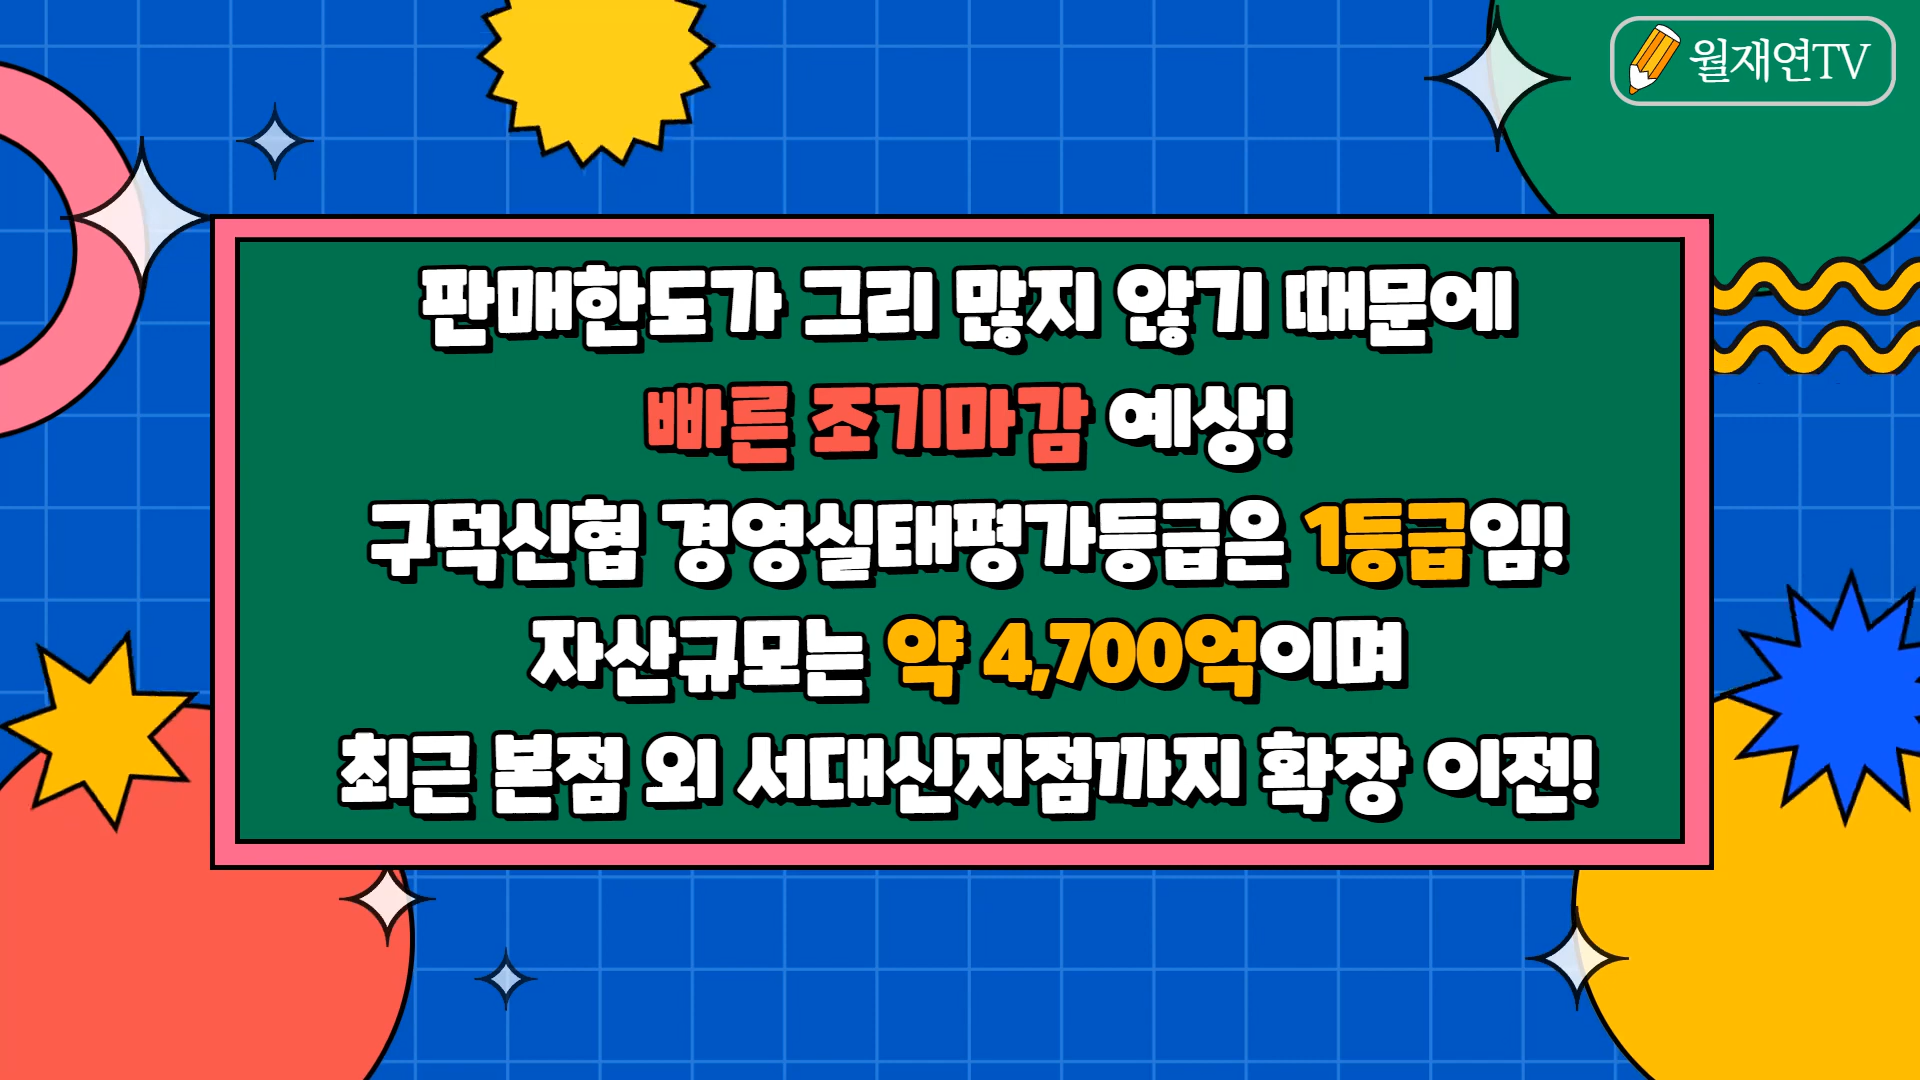 월재연TV
판매한도가 그리 많지 않기 때문에
빠른 조기마감 예상!
구덕신협 경영실태평가등급은 1등급임!
자산규모는 약 4,700억이며
최근 본점 외 서대신지점까지 확장 이전!